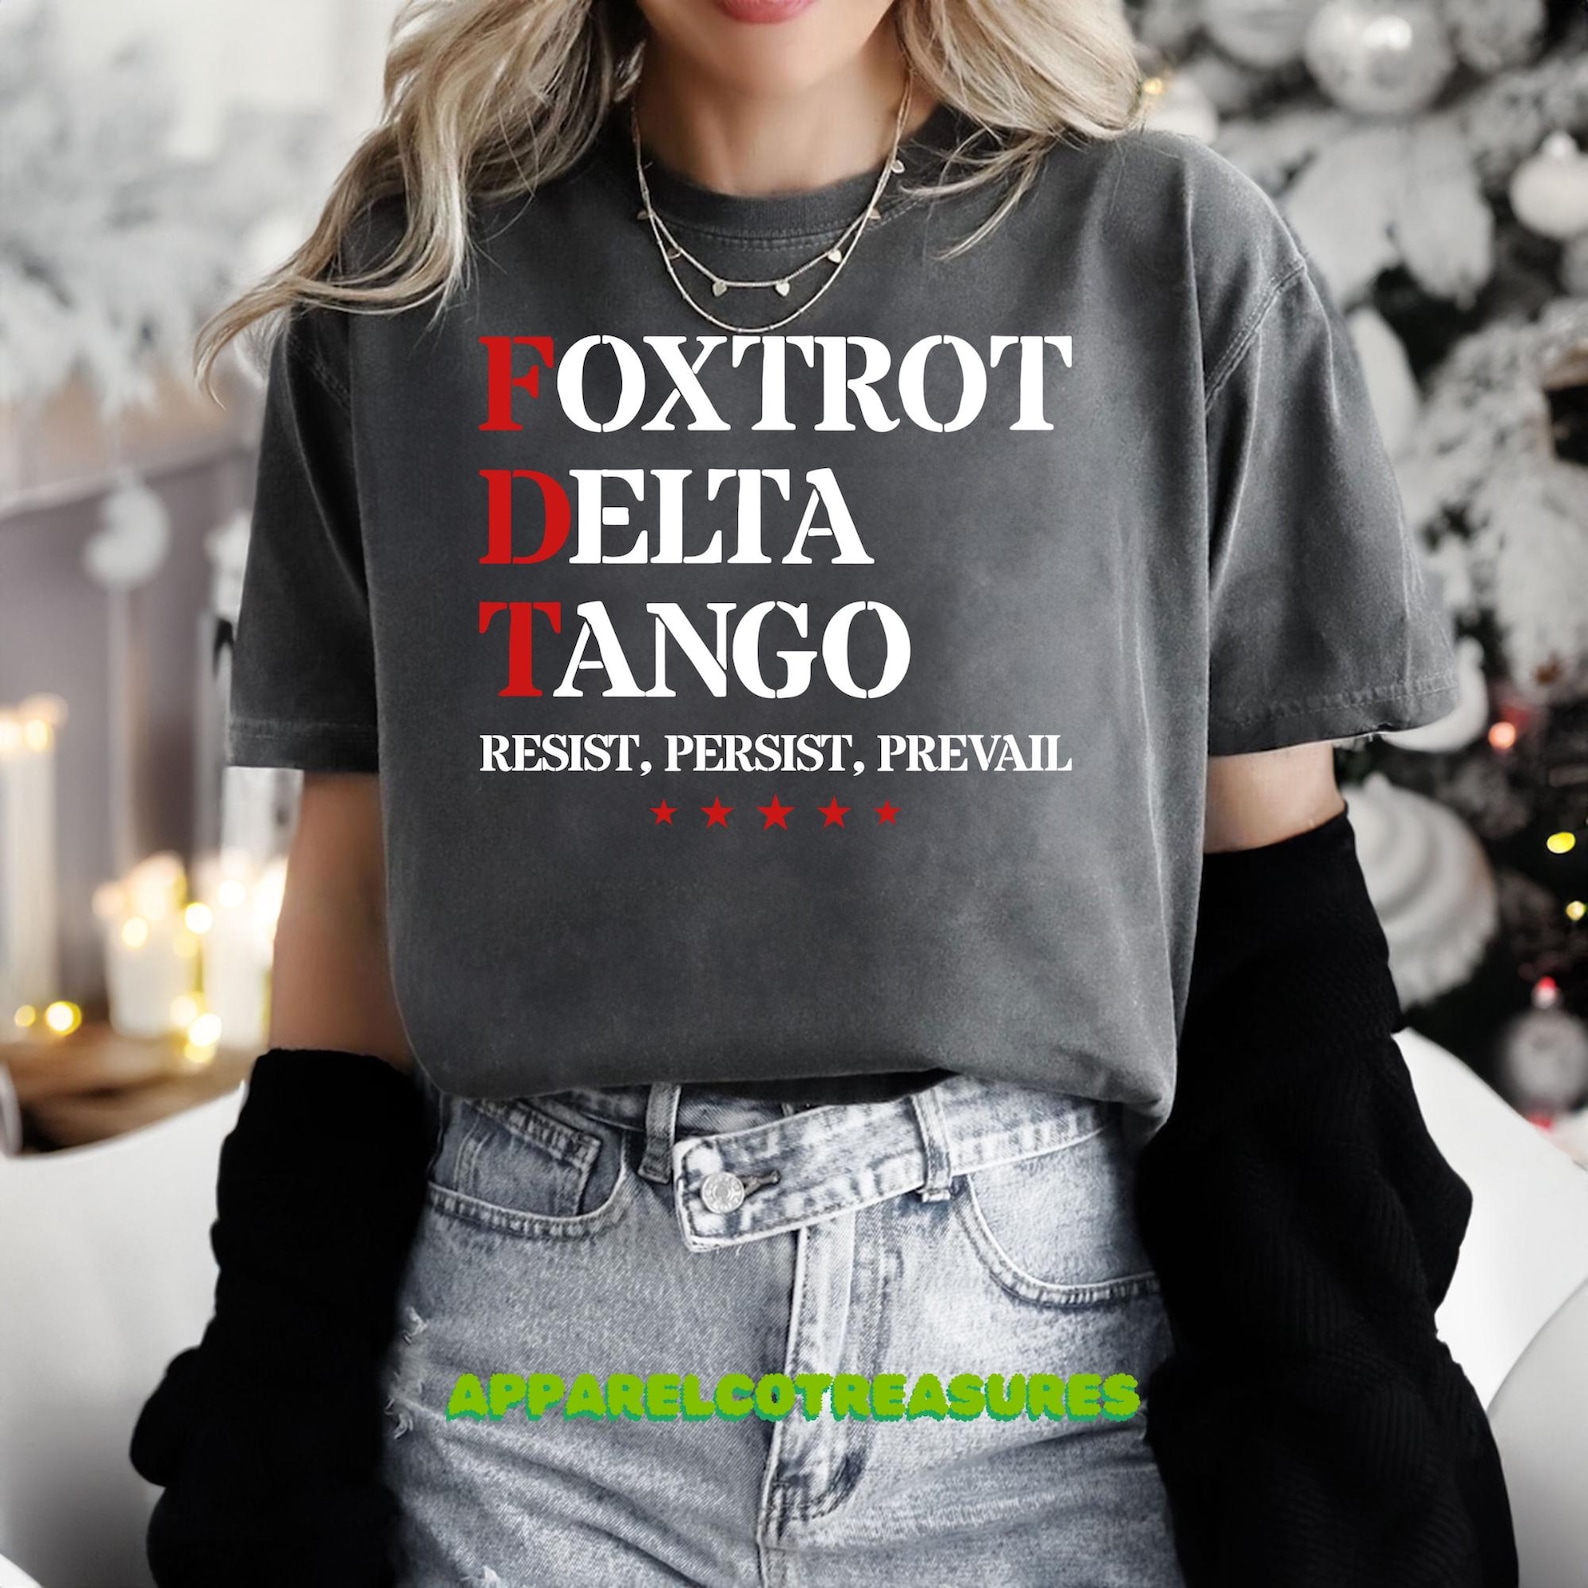 FOXTROT
DELTA
TANGO
RESIST, PERSIST, PREVAIL
APPARELCOTREASURES